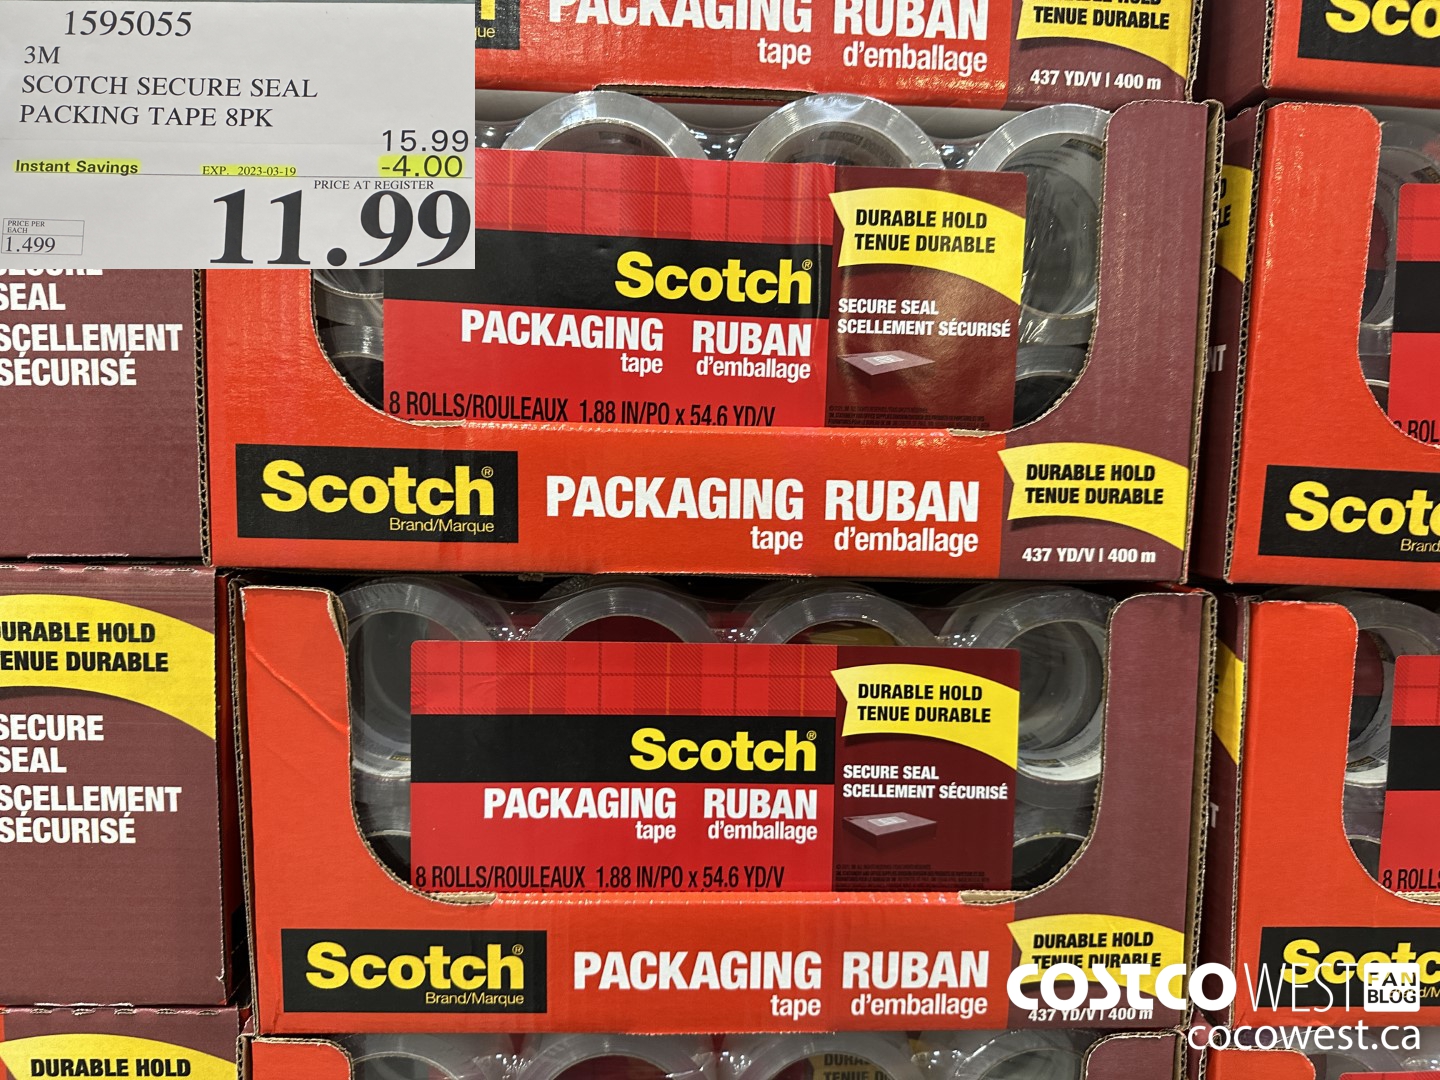 1595055
3M
SCOTCH SECURE SEAL
PACKING TAPE 8PK
15.99
Instant Savings EXP. 2023-03-19 -4.00
PRICE AT REGISTER
11.99
PRICE PER
EACH
1.499
PACKAGING RUBAN
tape d'emballage
TENUE DURABLE
437 YD/V | 400 m
Scotch
PACKAGING RUBAN
tape d'emballage
8 ROLLS/ROULEAUX 1.88 IN/PO x 54.6 YD/V
DURABLE HOLD
TENUE DURABLE
SECURE SEAL
SCELLEMENT SÉCURISÉ
SEAL
SCELLEMENT
SÉCURISÉ
Scotch
Brand/Marque
PACKAGING RUBAN
tape d'emballage
DURABLE HOLD
TENUE DURABLE
437 YD/V | 400 m
DURABLE HOLD
TENUE DURABLE
SECURE
SEAL
SCELLEMENT
SÉCURISÉ
Scotch
PACKAGING RUBAN
tape d'emballage
8 ROLLS/ROULEAUX 1.88 IN/PO x 54.6 YD/V
DURABLE HOLD
TENUE DURABLE
SECURE SEAL
SCELLEMENT SÉCURISÉ
Scotch
Brand/Marque
PACKAGING RUBAN
tape d'emballage
DURABLE HOLD
TENUE DURABLE
437 YD/V | 400 m
DURABLE HOLD
COSTCO WEST FAN BLOG
cocowest.ca